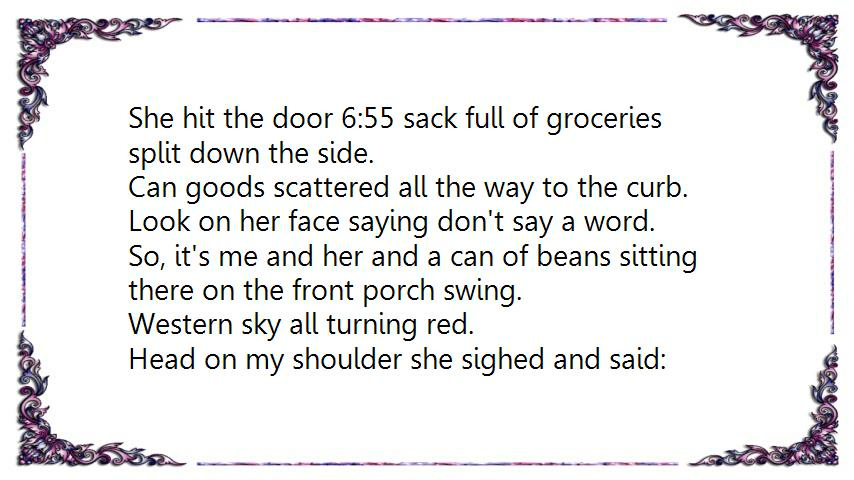 She hit the door 6:55 sack full of groceries
split down the side.
Can goods scattered all the way to the curb.
Look on her face saying don't say a word.
So, it's me and her and a can of beans sitting
there on the front porch swing.
Western sky all turning red.
Head on my shoulder she sighed and said: